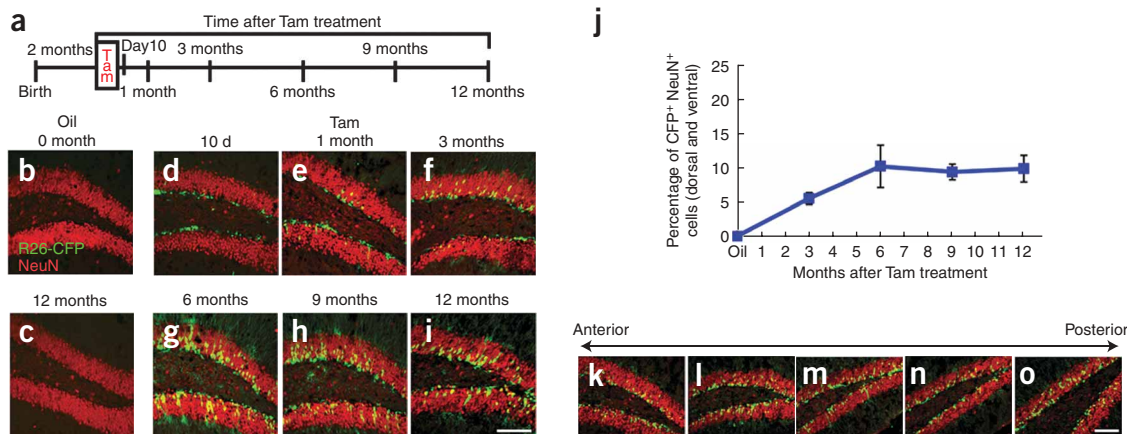 a
Time after Tam treatment
2 months
Tam
Day10
3 months
9 months
Birth
1 month
6 months
12 months
Oil
0 month
Tam
10 d
1 month
3 months
b
d
e
f
R26-CFP
NeuN
12 months
6 months
9 months
12 months
c
g
h
i
j
Percentage of CFP⁺ NeuN⁺
cells (dorsal and ventral)
25
20
15
10
5
0
Oil 1 2 3 4 5 6 7 8 9 10 11 12
Months after Tam treatment
Anterior
Posterior
k
l
m
n
o